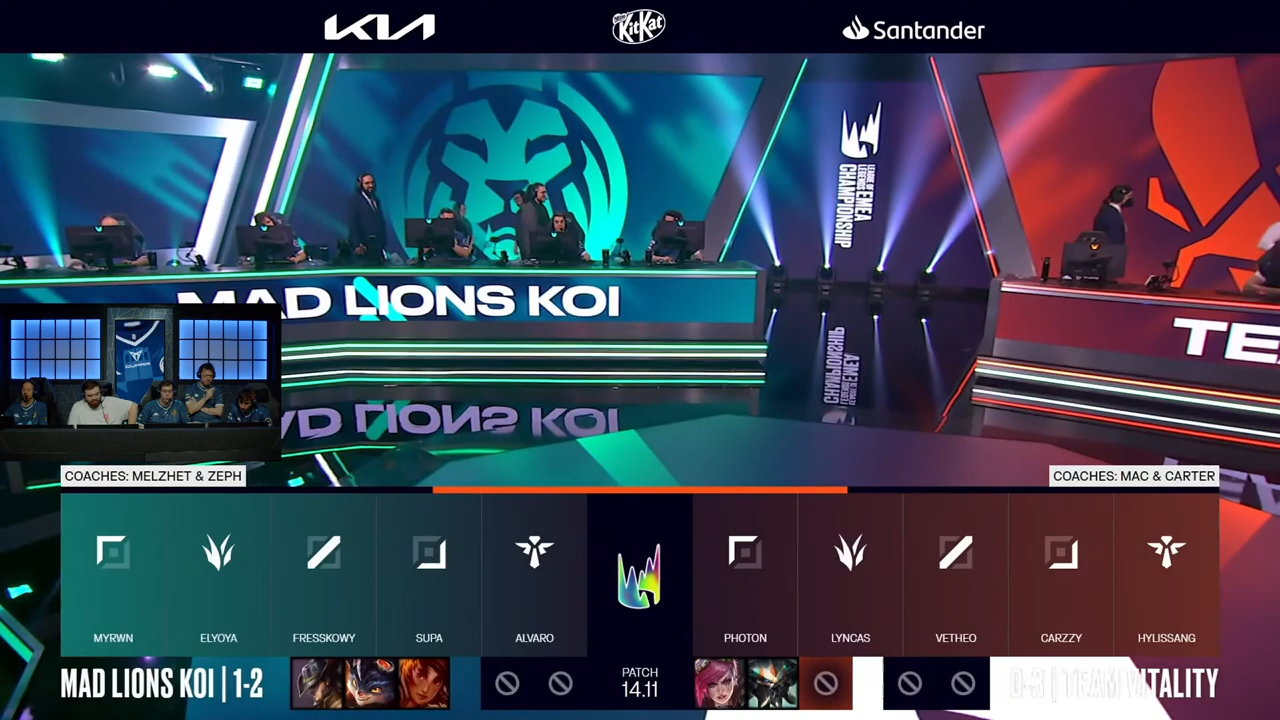 KIA
Nestlé KitKat
Santander
LEAGUE OF LEGENDS EMEA CHAMPIONSHIP
MAD LIONS KOI
TE
COACHES: MELZHET & ZEPH
COACHES: MAC & CARTER
MYRWN
ELYOYA
FRESSKOWY
SUPA
ALVARO
PHOTON
LYNCAS
VETHEO
CARZZY
HYLISSANG
MAD LIONS KOI | 1-2
PATCH
14.11
0-3 | TEAM VITALITY